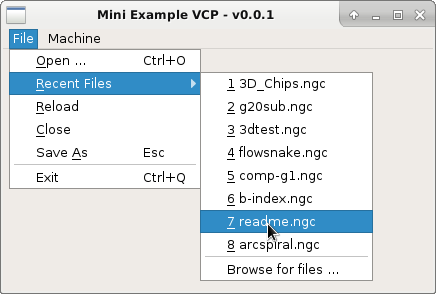 Mini Example VCP - v0.0.1
File Machine
Open ... Ctrl+O
Recent Files
Reload
Close
Save As Esc
Exit Ctrl+Q
1 3D_Chips.ngc
2 g20sub.ngc
3 3dtest.ngc
4 flowsnake.ngc
5 comp-g1.ngc
6 b-index.ngc
7 readme.ngc
8 arcspiral.ngc
Browse for files ...